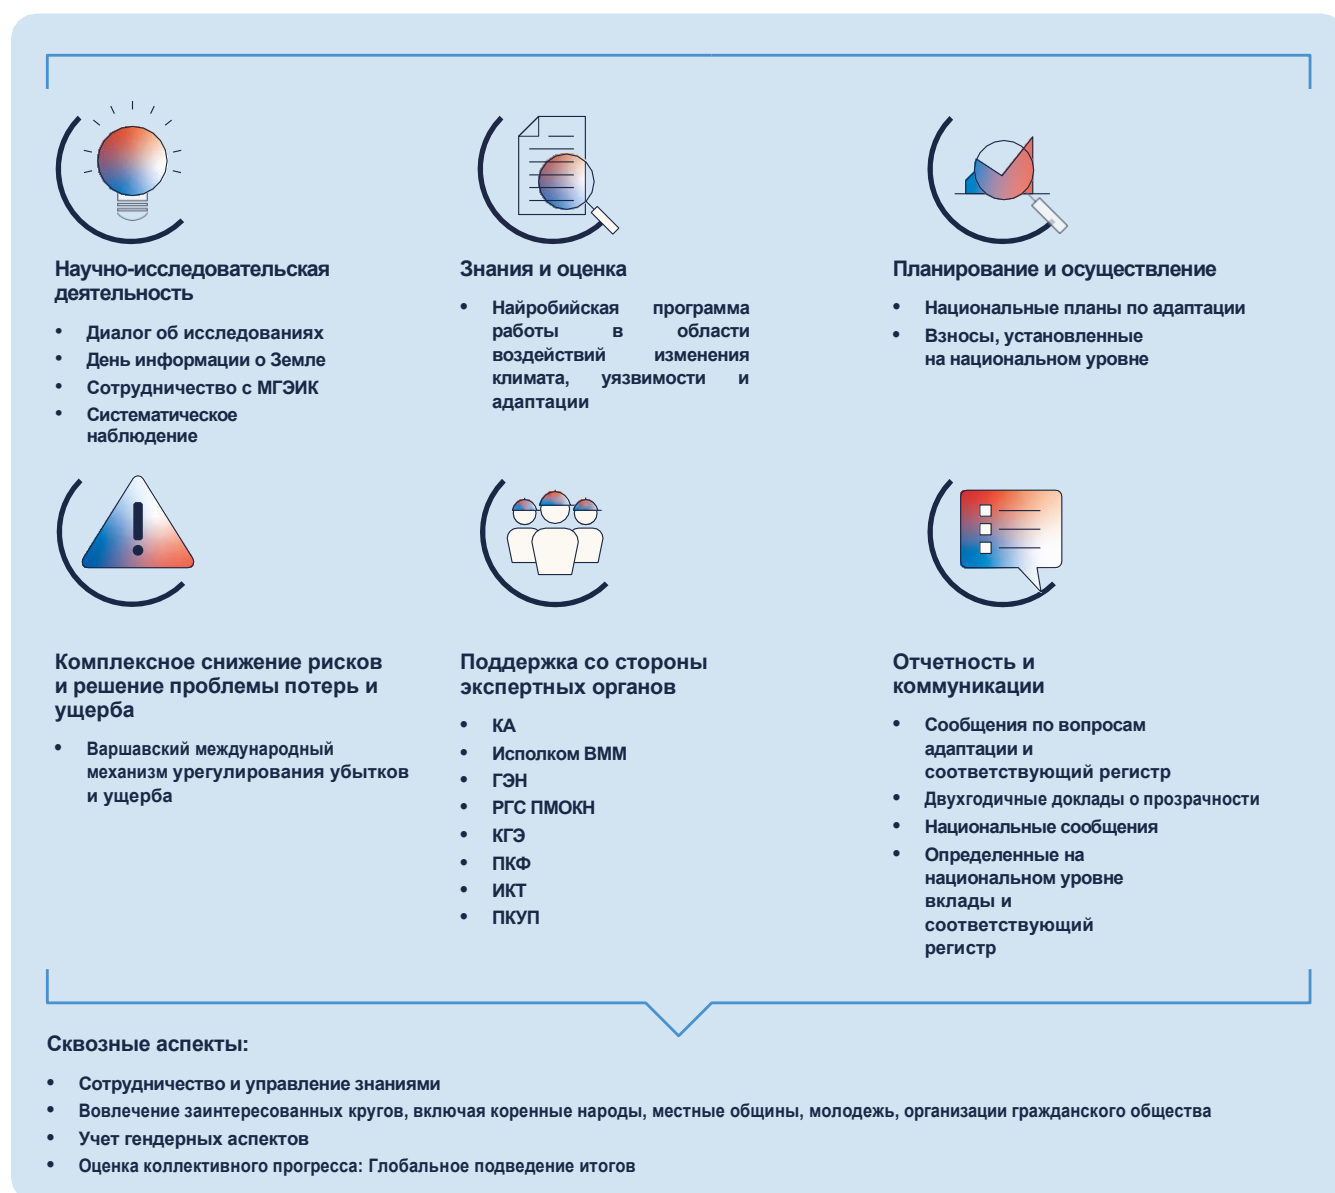 Научно-исследовательская
деятельность
• Диалог об исследованиях
• День информации о Земле
• Сотрудничество с МГЭИК
• Систематическое
наблюдение
Знания и оценка
• Найробийская программа
работы в области
воздействий изменения
климата, уязвимости и
адаптации
Планирование и осуществление
• Национальные планы по адаптации
• Взносы, установленные
на национальном уровне
Комплексное снижение рисков
и решение проблемы потерь и
ущерба
• Варшавский международный
механизм урегулирования убытков
и ущерба
Поддержка со стороны
экспертных органов
• КА
• Исполком ВММ
• ГЭН
• РГС ПМОКН
• КГЭ
• ПКФ
• ИКТ
• ПКУП
Отчетность и
коммуникации
• Сообщения по вопросам
адаптации и
соответствующий регистр
• Двухгодичные доклады о прозрачности
• Национальные сообщения
• Определенные на
национальном уровне
вклады и
соответствующий
регистр
Сквозные аспекты:
• Сотрудничество и управление знаниями
• Вовлечение заинтересованных кругов, включая коренные народы, местные общины, молодежь, организации гражданского общества
• Учет гендерных аспектов
• Оценка коллективного прогресса: Глобальное подведение итогов